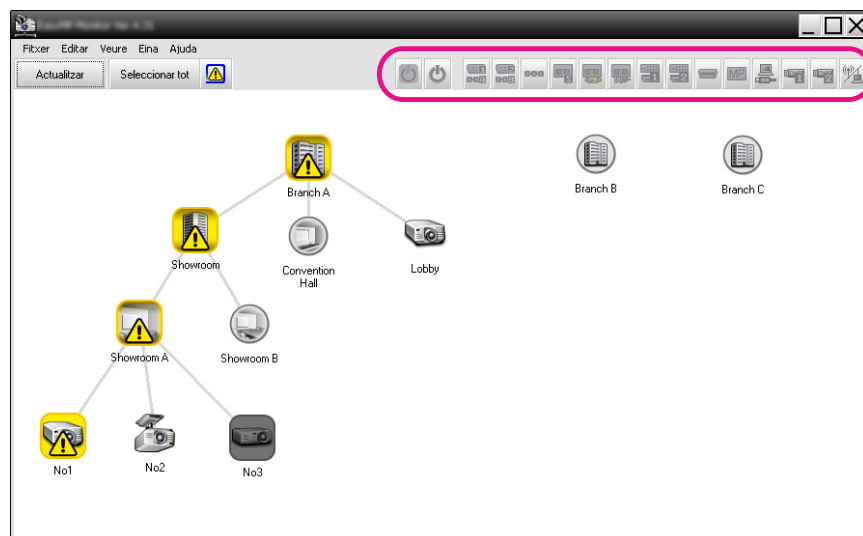 Fitxer Editar Veure Eina Ajuda
Actualitzar Seleccionar tot
Branch A
Branch B
Branch C
Showroom
Convention
Hall
Lobby
Showroom A
Showroom B
No1
No2
No3